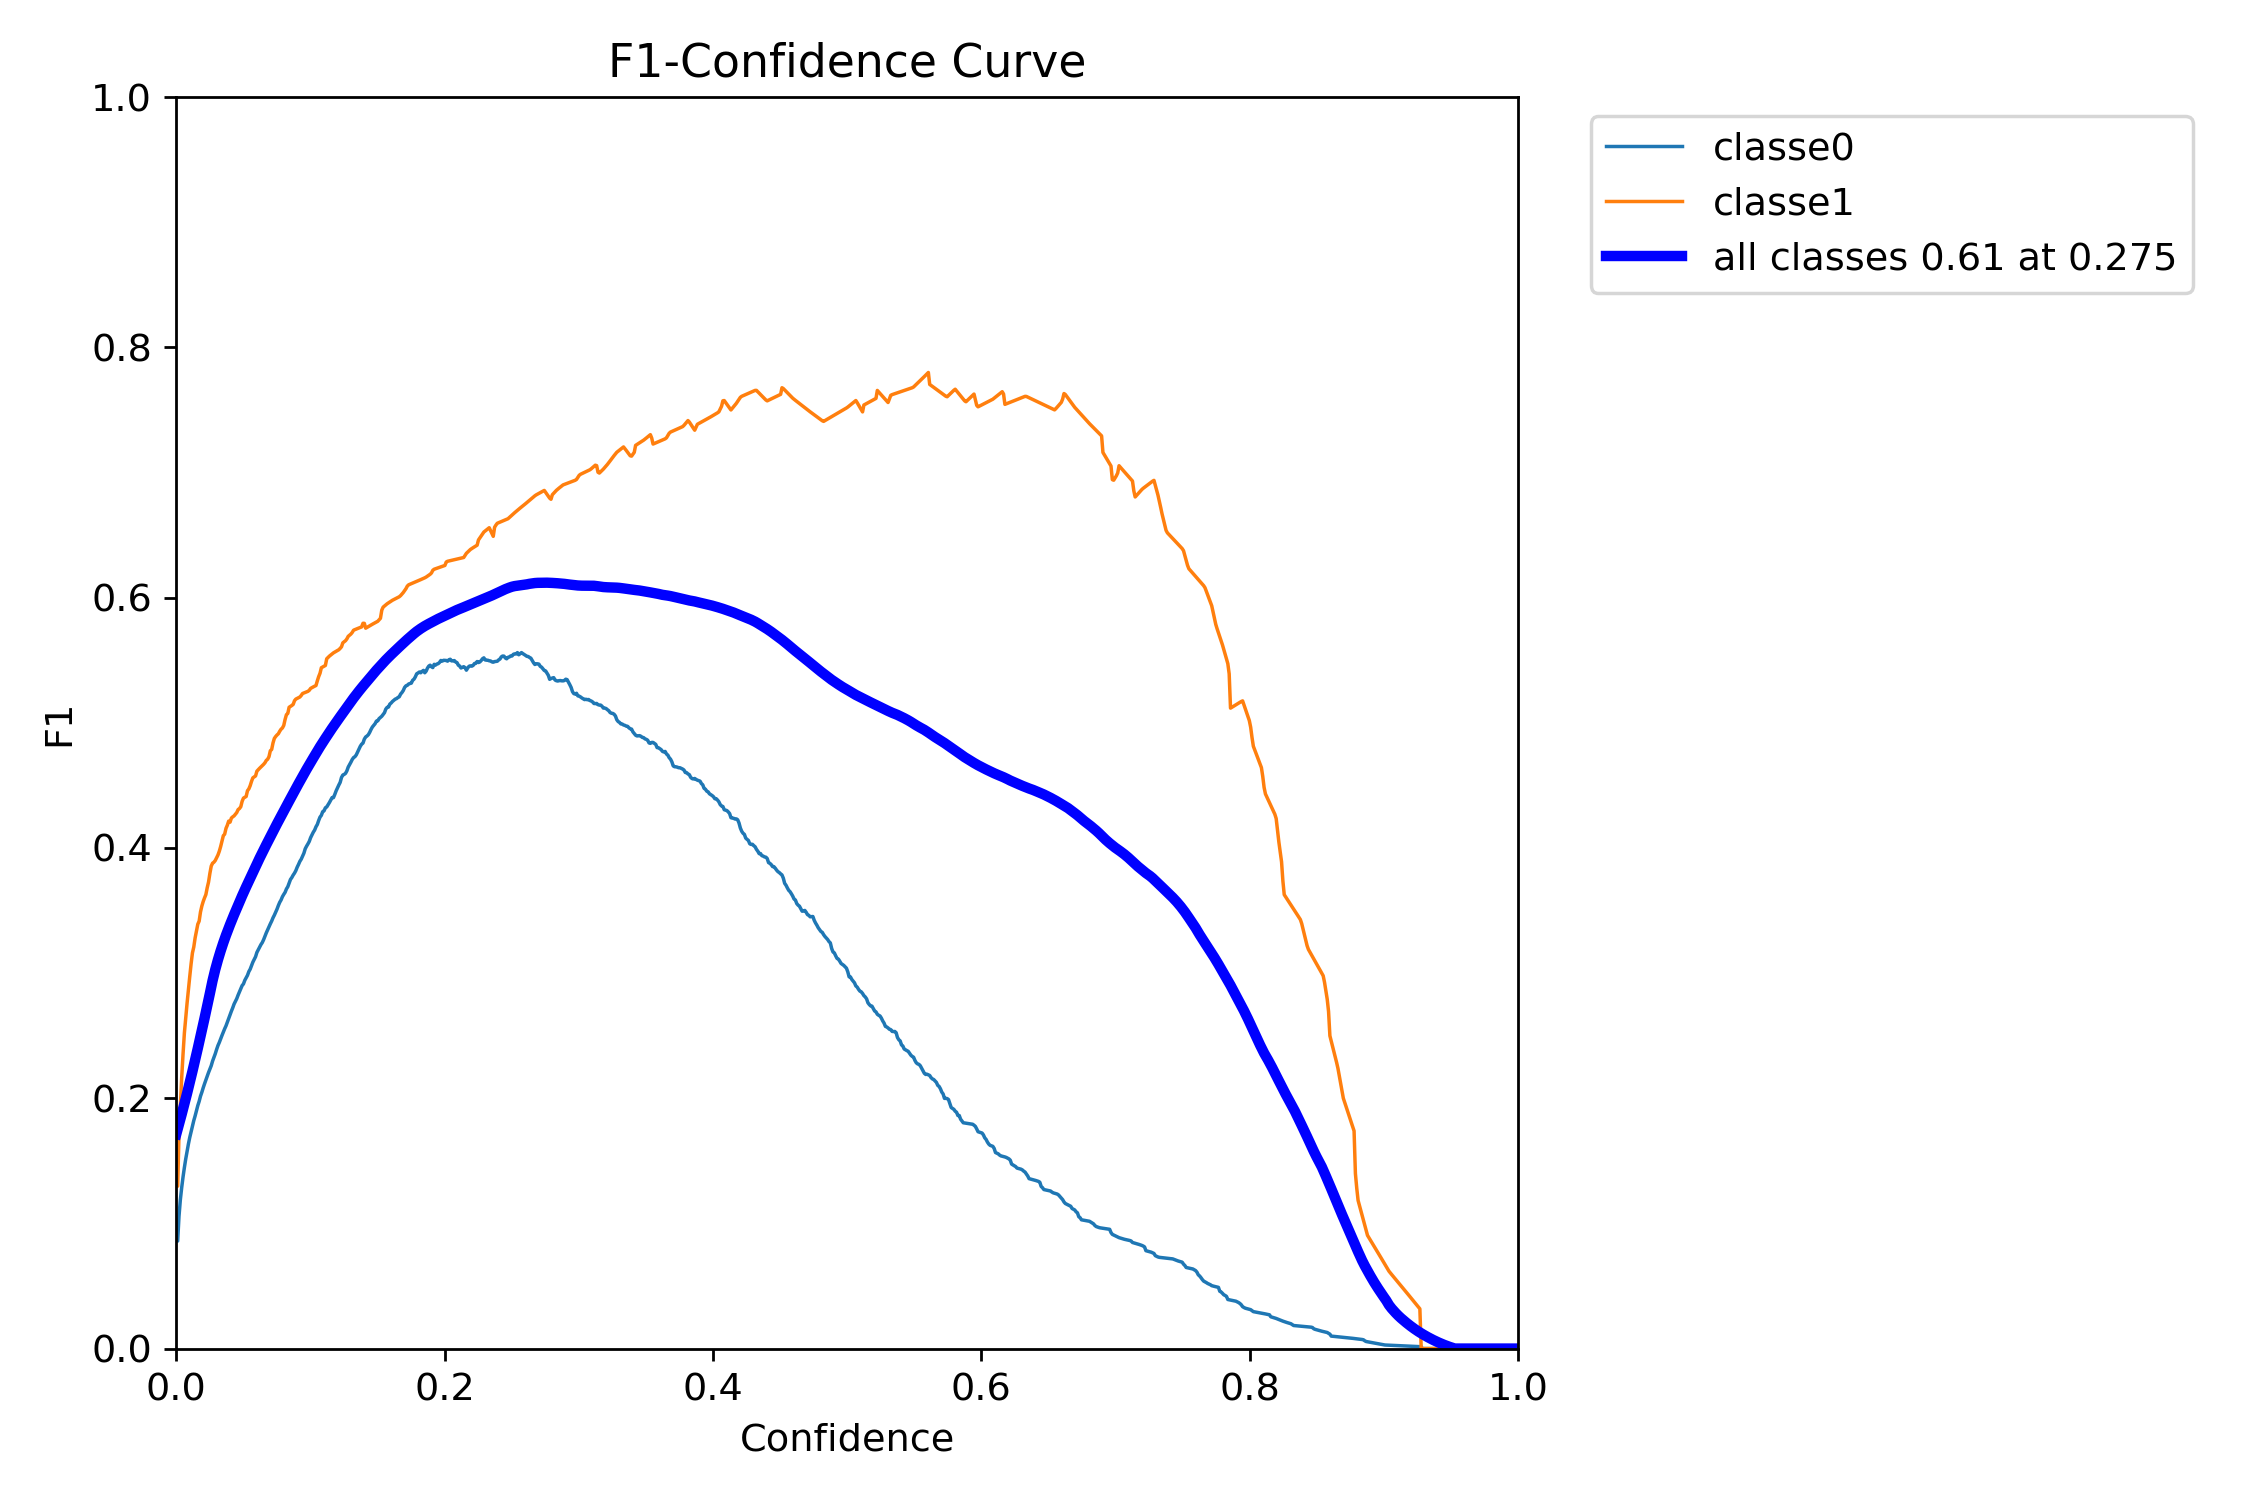 F1-Confidence Curve
1.0
0.8
0.6
0.4
0.2
0.0
F1
0.0 0.2 0.4 0.6 0.8 1.0
Confidence
classe0
classe1
all classes 0.61 at 0.275